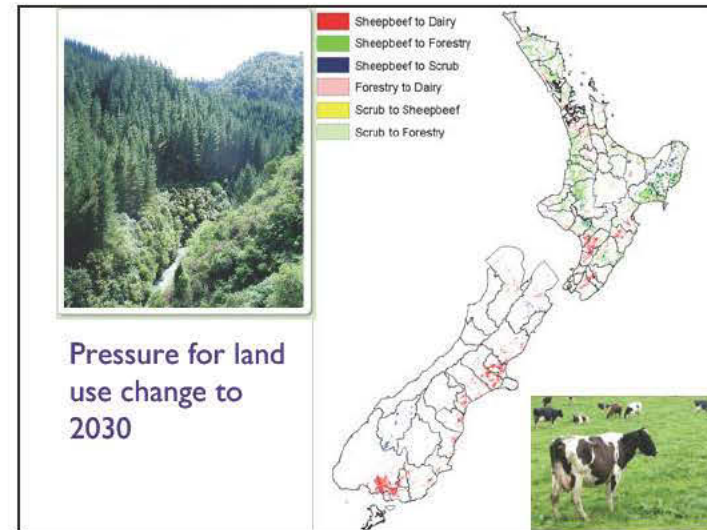 Sheepbeef to Dairy
Sheepbeef to Forestry
Sheepbeef to Scrub
Forestry to Dairy
Scrub to Sheepbeef
Scrub to Forestry
Pressure for land
use change to
2030